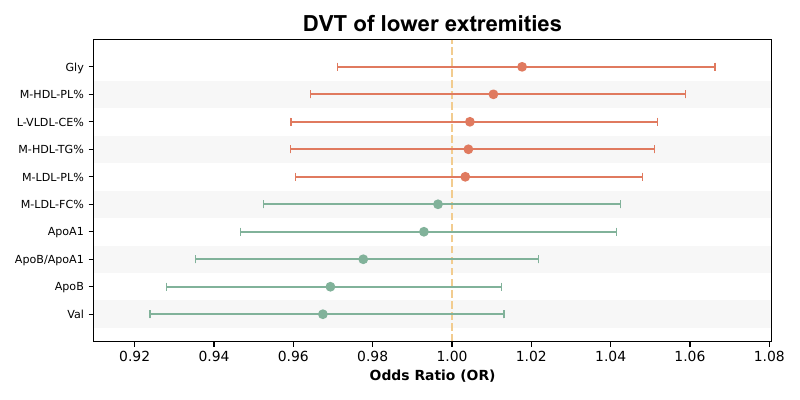 DVT of lower extremities
Gly
M-HDL-PL%
L-VLDL-CE%
M-HDL-TG%
M-LDL-PL%
M-LDL-FC%
ApoA1
ApoB/ApoA1
ApoB
Val
0.92 0.94 0.96 0.98 1.00 1.02 1.04 1.06 1.08
Odds Ratio (OR)